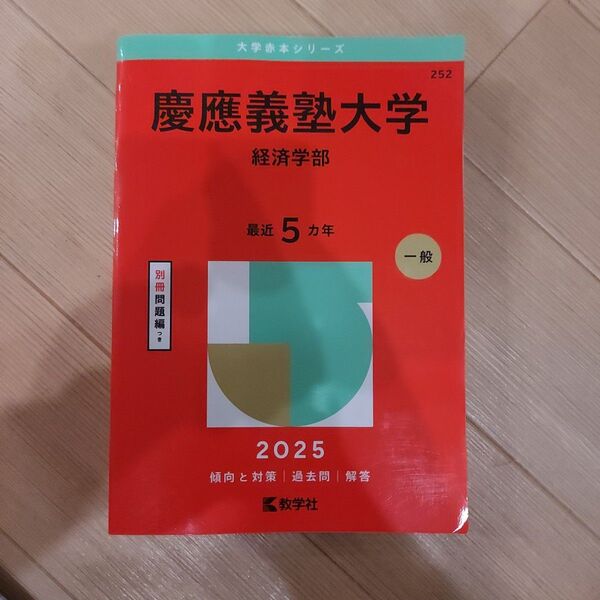 大学赤本シリーズ
252
慶應義塾大学
経済学部
最近 5 カ年
一般
別冊問題編つき
2025
傾向と対策|過去問|解答
教学社